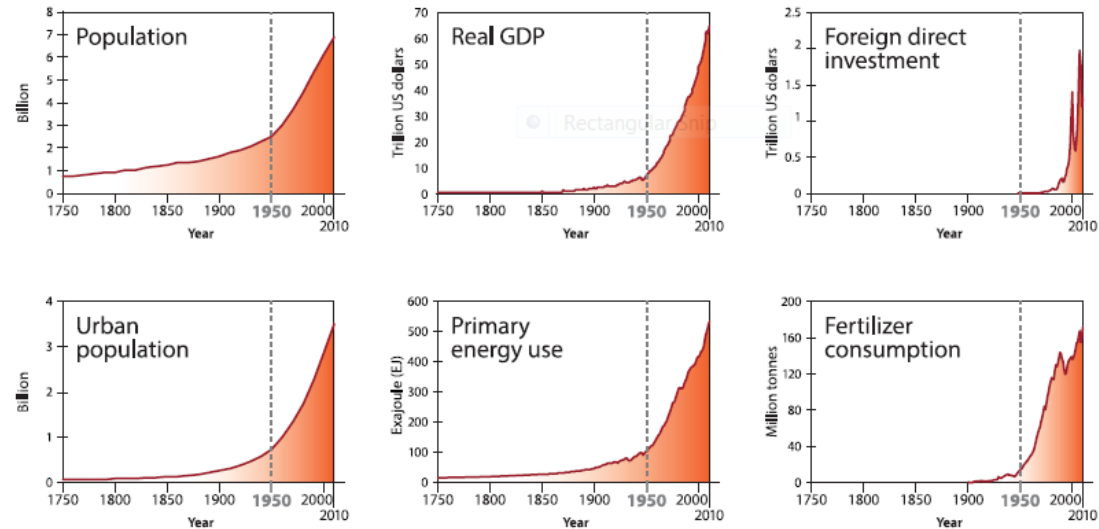 Population
Billion
8
7
6
5
4
3
2
1
0
1750 1800 1850 1900 1950 2000
2010
Year
Real GDP
Trillion US dollars
70
60
50
40
30
20
10
0
1750 1800 1850 1900 1950 2000
2010
Year
Rectangular Snip
Foreign direct
investment
Trillion US dollars
2.5
2
1.5
1
0.5
0
1750 1800 1850 1900 1950 2000
2010
Year
Urban
population
Billion
4
3
2
1
0
1750 1800 1850 1900 1950 2000
2010
Year
Primary
energy use
Exajoule (EJ)
600
500
400
300
200
100
0
1750 1800 1850 1900 1950 2000
2010
Year
Fertilizer
consumption
Million tonnes
200
160
120
80
40
0
1750 1800 1850 1900 1950 2000
2010
Year